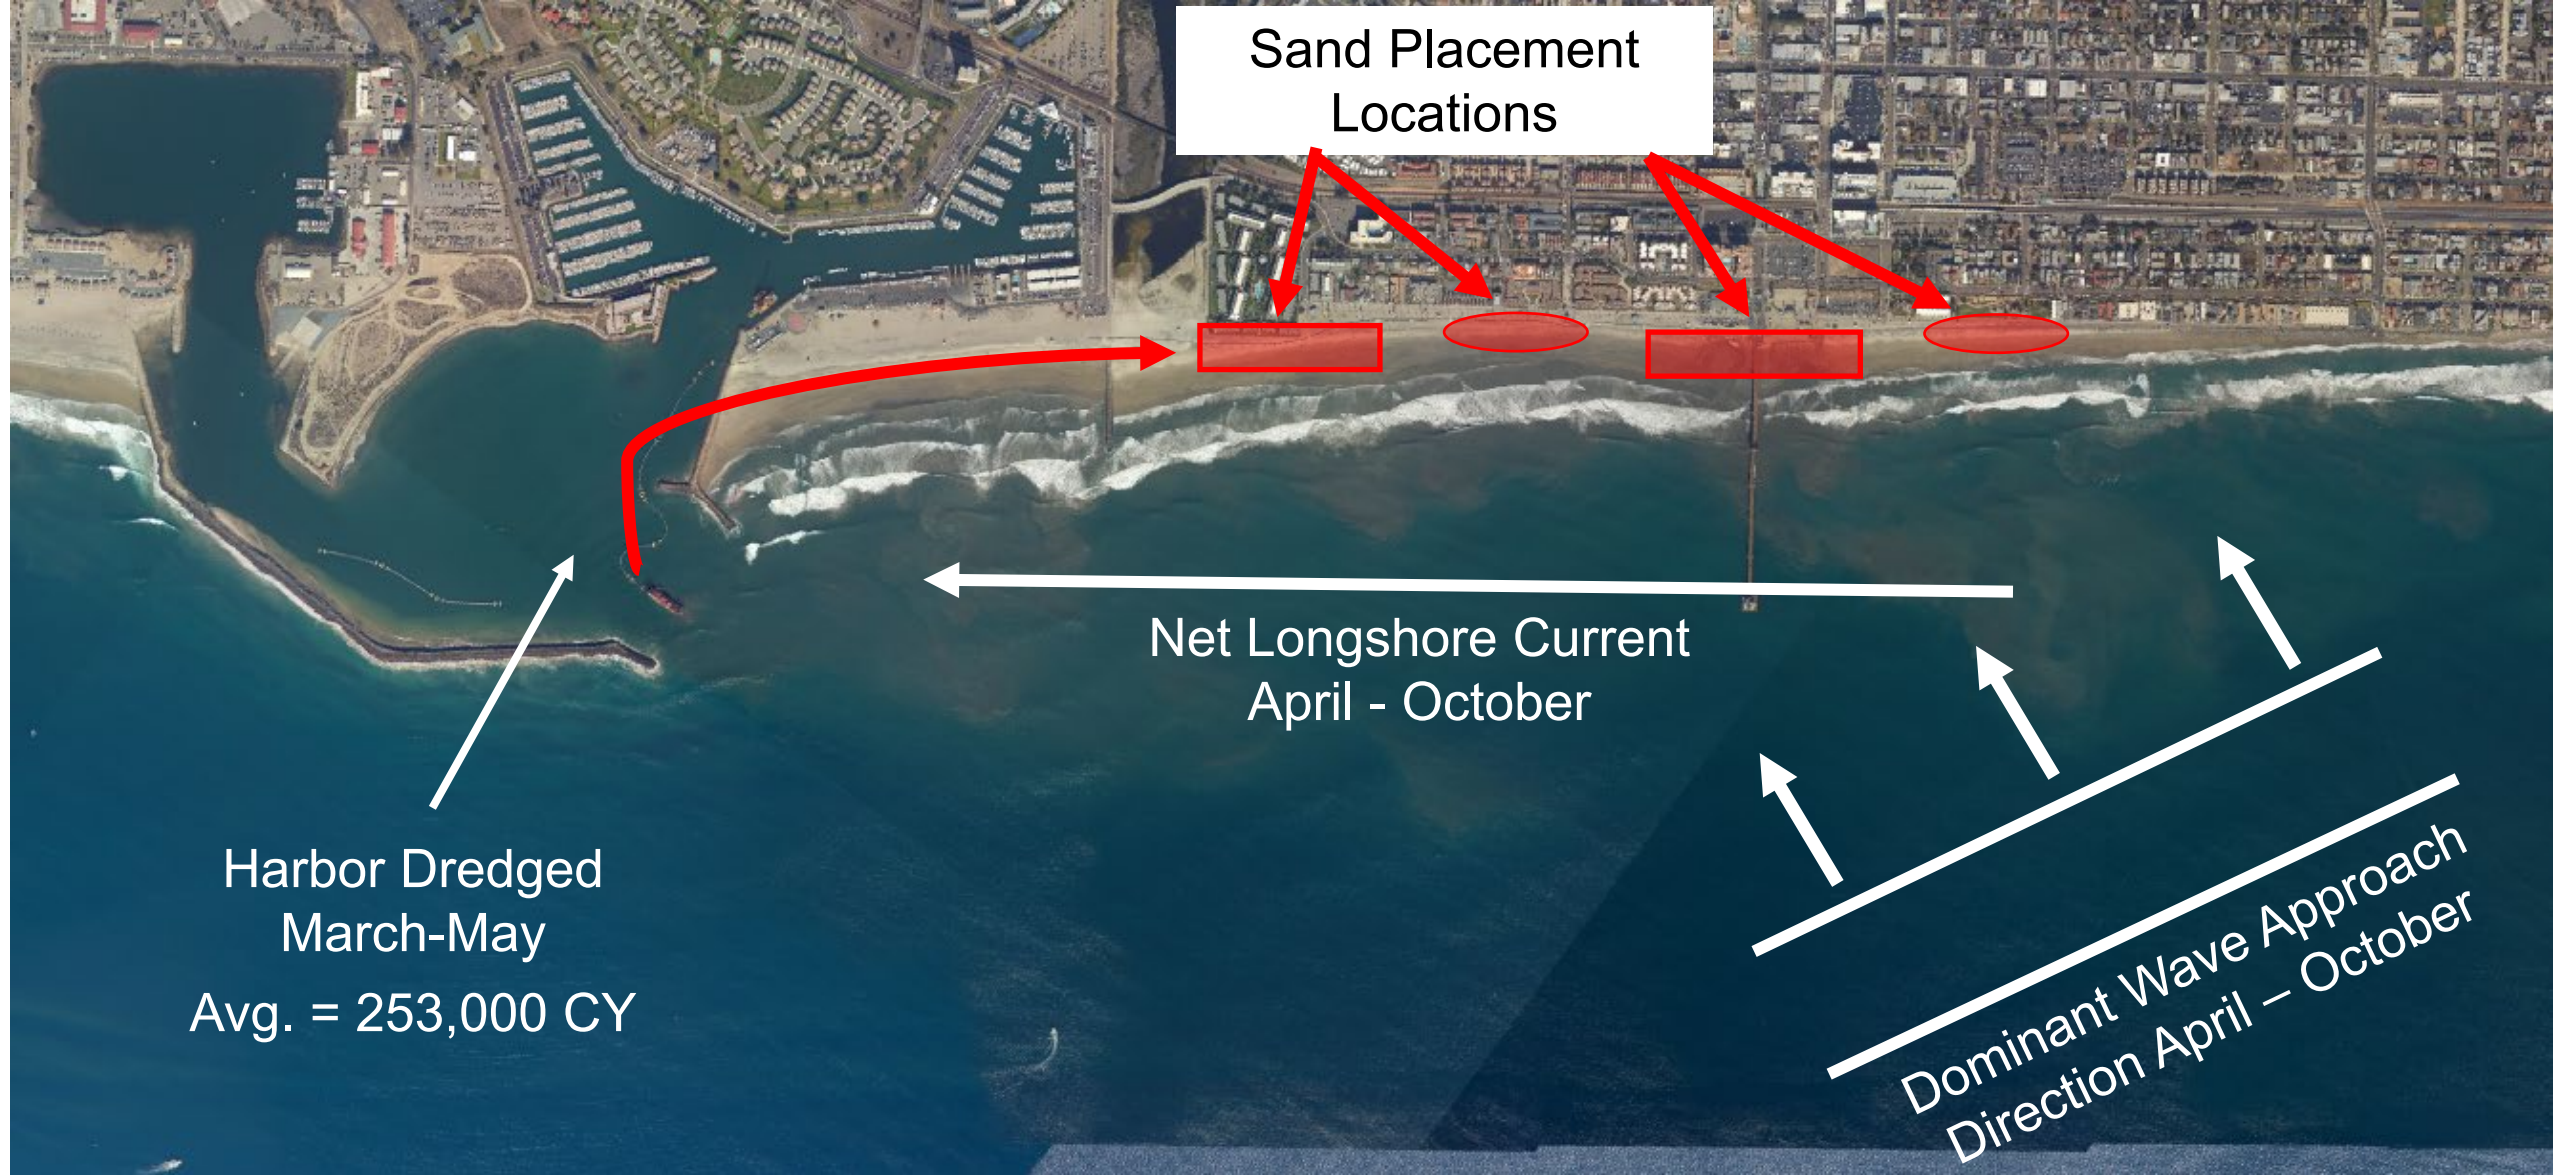 Sand Placement
Locations
Net Longshore Current
April - October
Harbor Dredged
March-May
Avg. = 253,000 CY
Dominant Wave Approach
Direction April – October